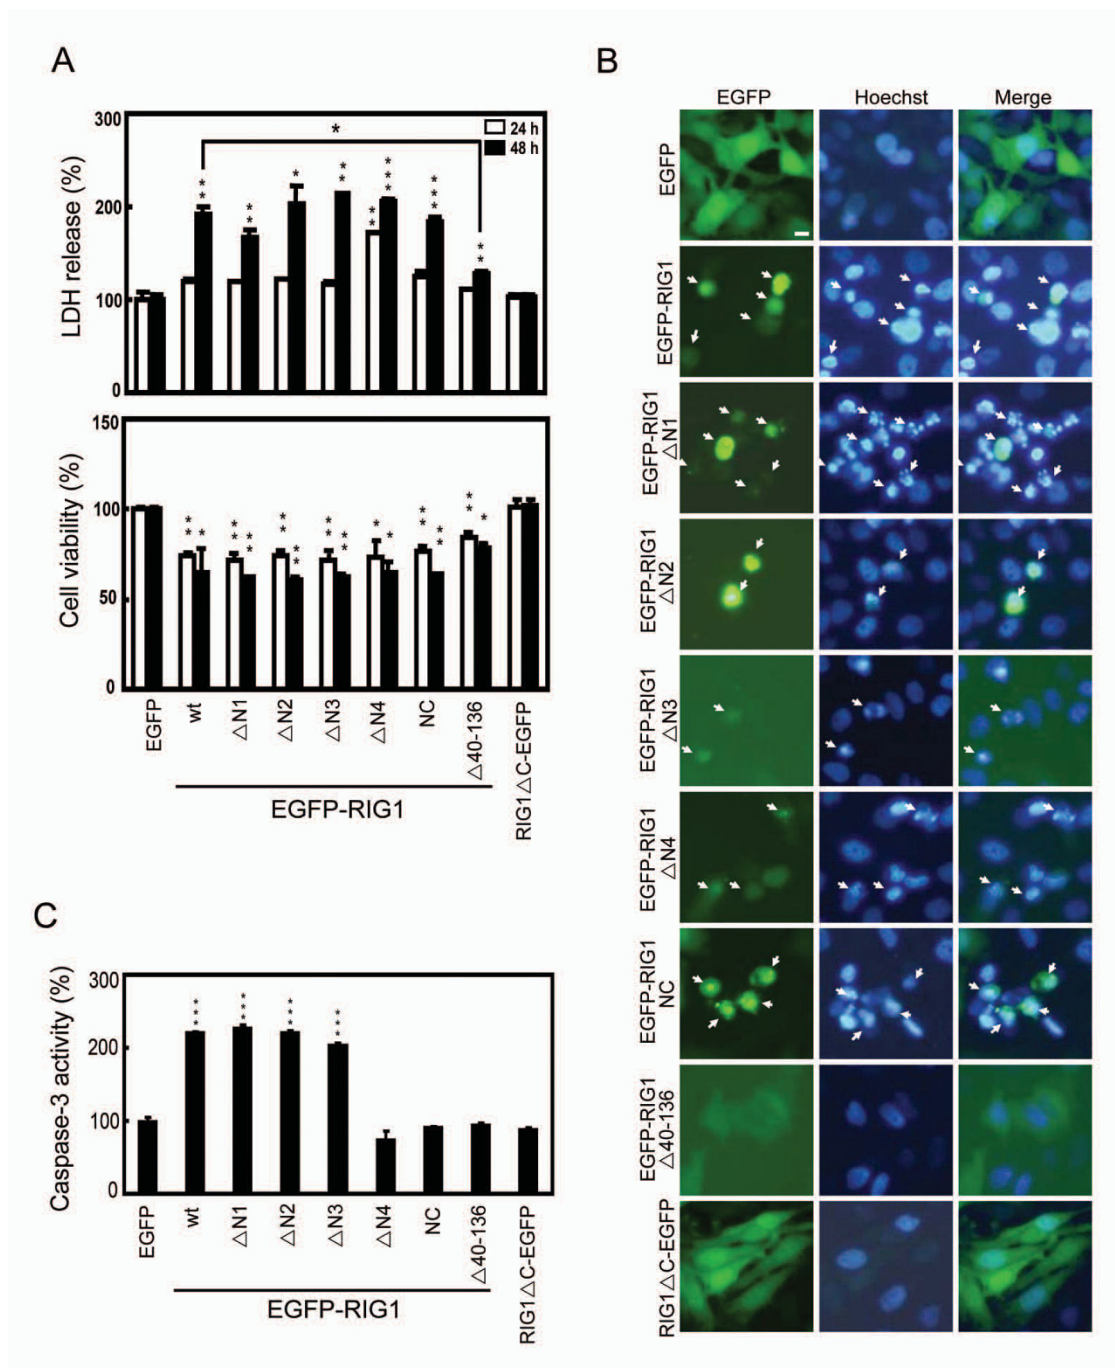 A
300
200
100
0
LDH release (%)
24 h
48 h
*
**
**
*
**
**
***
***
**
150
100
50
0
Cell viability (%)
**
*
**
**
**
**
**
**
*
*
**
**
**
*
EGFP
wt
△N1
△N2
△N3
△N4
NC
△40-136
RIG1△C-EGFP
EGFP-RIG1
B
EGFP Hoechst Merge
EGFP
EGFP-RIG1
EGFP-RIG1
△N1
EGFP-RIG1
△N2
EGFP-RIG1
△N3
EGFP-RIG1
△N4
EGFP-RIG1
NC
EGFP-RIG1
△40-136
RIG1△C-EGFP
C
300
200
100
0
Caspase-3 activity (%)
***
***
***
***
EGFP
wt
△N1
△N2
△N3
△N4
NC
△40-136
RIG1△C-EGFP
EGFP-RIG1